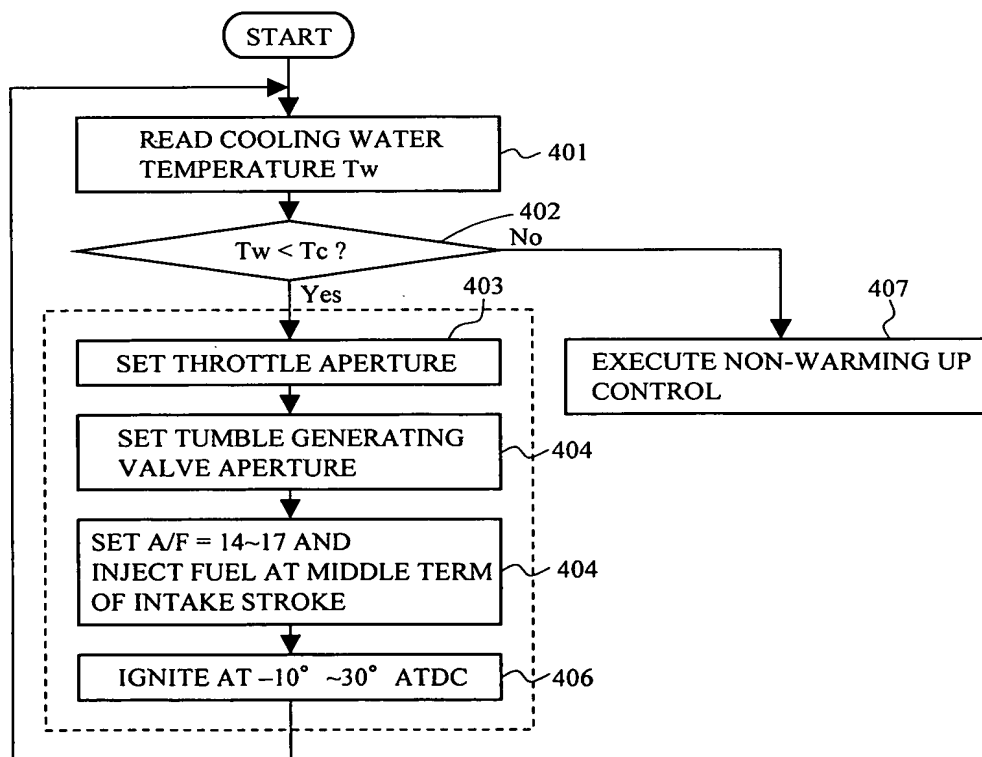 START
READ COOLING WATER
TEMPERATURE Tw
401
402
Tw < Tc ?
No
Yes
403
407
SET THROTTLE APERTURE
EXECUTE NON-WARMING UP
CONTROL
SET TUMBLE GENERATING
VALVE APERTURE
404
SET A/F = 14~17 AND
INJECT FUEL AT MIDDLE TERM
OF INTAKE STROKE
404
IGNITE AT –10° ~30° ATDC
406